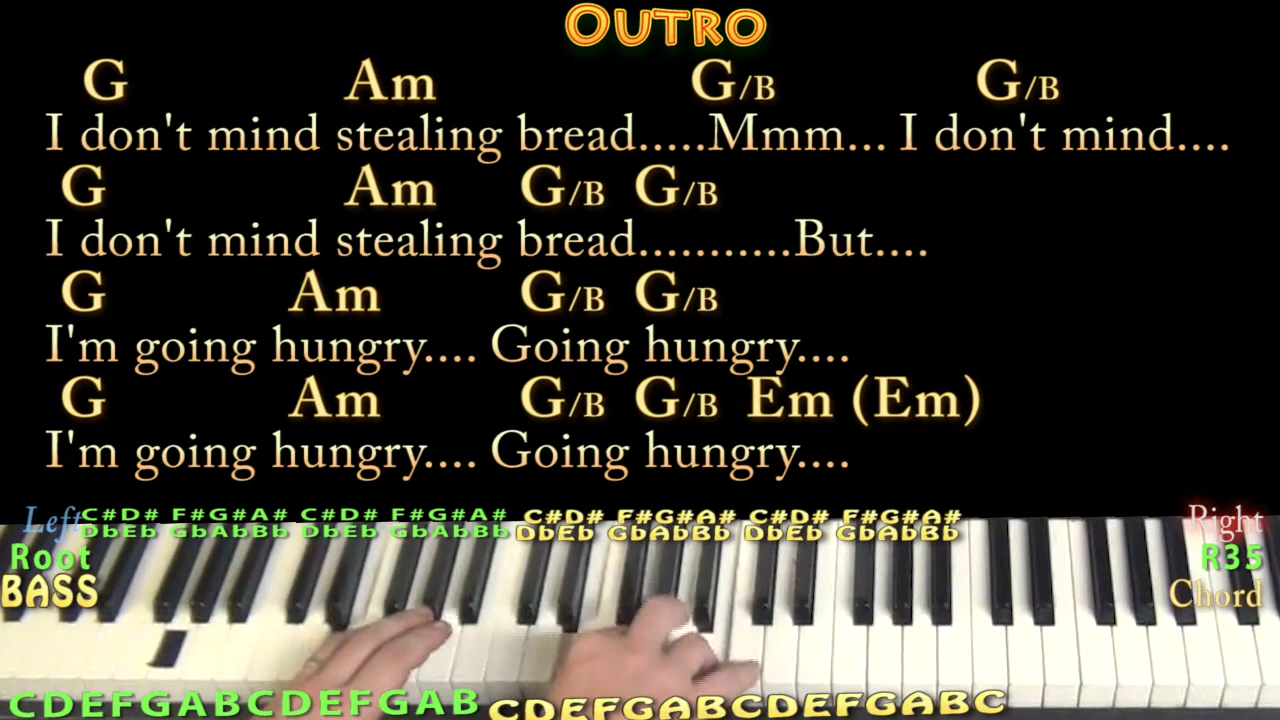 OUTRO
G Am G/B G/B
I don't mind stealing bread.....Mmm... I don't mind....
G Am G/B G/B
I don't mind stealing bread...........But....
G Am G/B G/B
I'm going hungry.... Going hungry....
G Am G/B G/B Em (Em)
I'm going hungry.... Going hungry....
Left C#D# F#G#A# C#D# F#G#A# C#D# F#G#A# C#D# F#G#A# Right
DbEb GbAbBb DbEb GbAbBb DbEb GbAbBb DbEb GbAbBb
Root R35
BASS Chord
CDEFGABCDEFGAB CDEFGABCDEFGABC